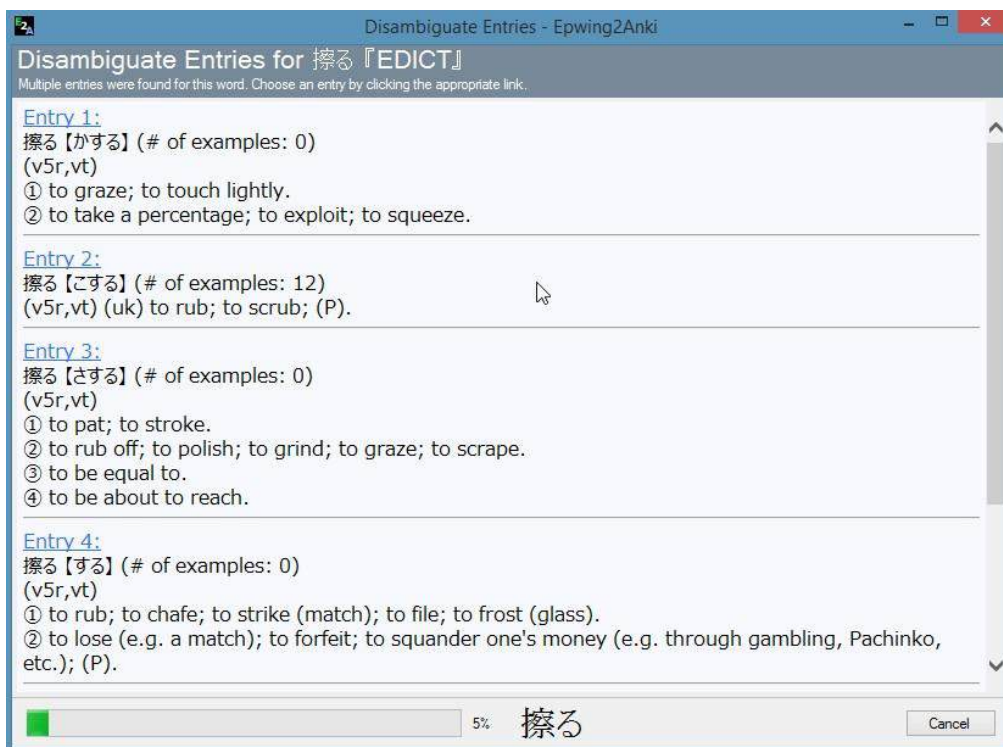 E2A
Disambiguate Entries - Epwing2Anki
Disambiguate Entries for 擦る『EDICT』
Multiple entries were found for this word. Choose an entry by clicking the appropriate link.
Entry 1:
擦る【かする】(# of examples: 0)
(v5r,vt)
① to graze; to touch lightly.
② to take a percentage; to exploit; to squeeze.
Entry 2:
擦る【こする】(# of examples: 12)
(v5r,vt) (uk) to rub; to scrub; (P).
Entry 3:
擦る【さする】(# of examples: 0)
(v5r,vt)
① to pat; to stroke.
② to rub off; to polish; to grind; to graze; to scrape.
③ to be equal to.
④ to be about to reach.
Entry 4:
擦る【する】(# of examples: 0)
(v5r,vt)
① to rub; to chafe; to strike (match); to file; to frost (glass).
② to lose (e.g. a match); to forfeit; to squander one's money (e.g. through gambling, Pachinko,
etc.); (P).
5% 擦る Cancel